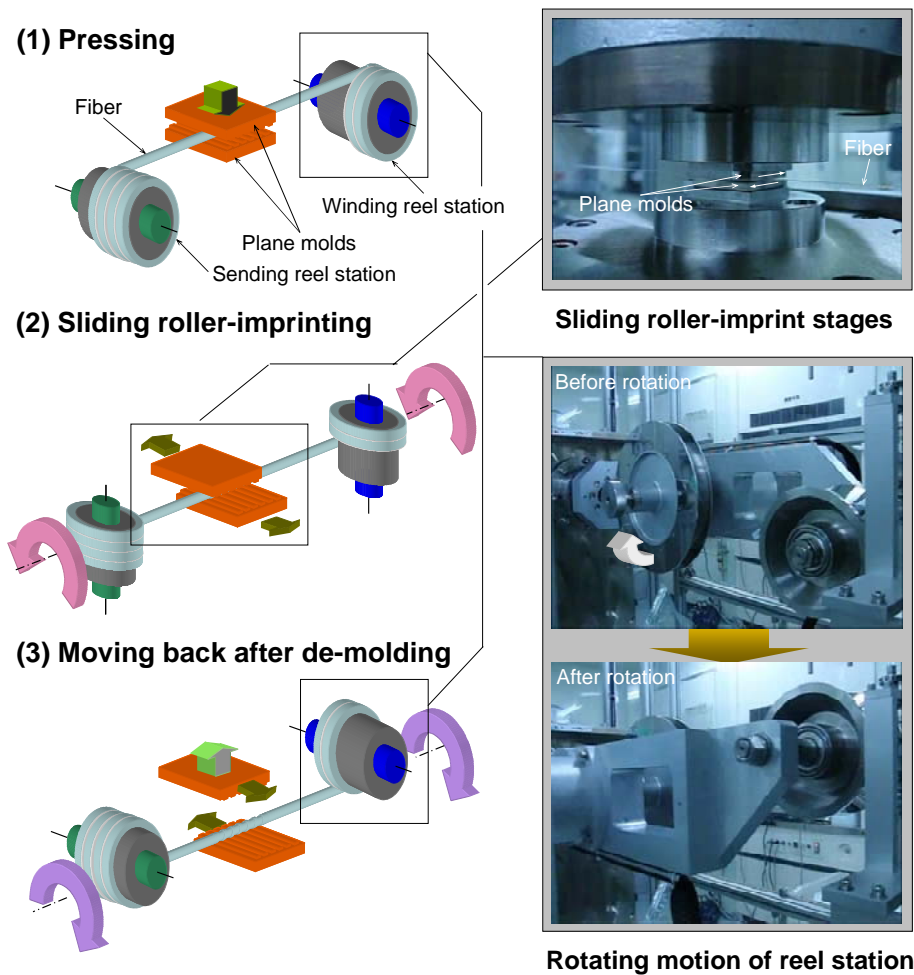 (1) Pressing
Fiber
Winding reel station
Plane molds
Sending reel station
Fiber
Plane molds
Sliding roller-imprint stages
(2) Sliding roller-imprinting
Before rotation
(3) Moving back after de-molding
After rotation
Rotating motion of reel station